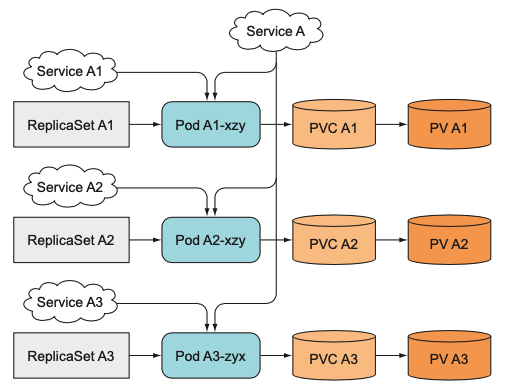 Service A
Service A1
ReplicaSet A1
Pod A1-xzy
PVC A1
PV A1
Service A2
ReplicaSet A2
Pod A2-xzy
PVC A2
PV A2
Service A3
ReplicaSet A3
Pod A3-zyx
PVC A3
PV A3